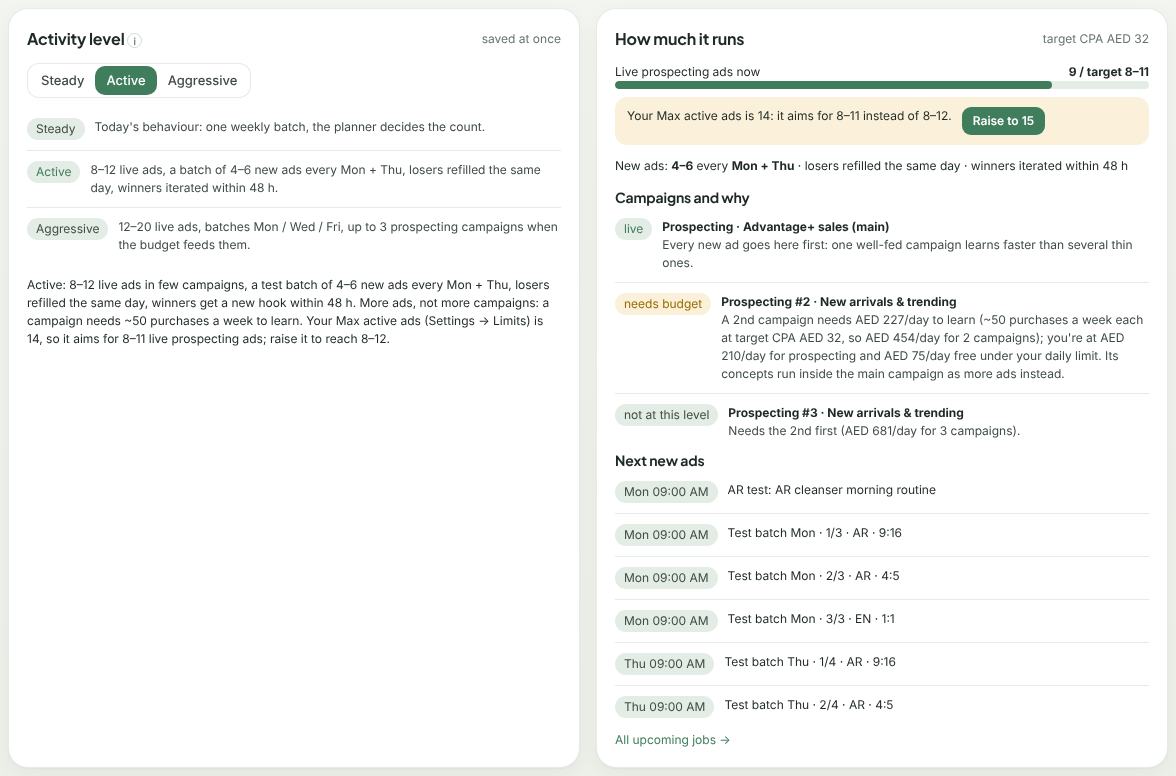 Activity level i
saved at once
Steady Active Aggressive
Steady Today's behaviour: one weekly batch, the planner decides the count.
Active 8–12 live ads, a batch of 4–6 new ads every Mon + Thu, losers refilled the same
day, winners iterated within 48 h.
Aggressive 12–20 live ads, batches Mon / Wed / Fri, up to 3 prospecting campaigns when
the budget feeds them.
Active: 8–12 live ads in few campaigns, a test batch of 4–6 new ads every Mon + Thu, losers
refilled the same day, winners get a new hook within 48 h. More ads, not more campaigns: a
campaign needs ~50 purchases a week to learn. Your Max active ads (Settings → Limits) is
14, so it aims for 8–11 live prospecting ads; raise it to reach 8–12.
How much it runs
target CPA AED 32
Live prospecting ads now 9 / target 8–11
Your Max active ads is 14: it aims for 8–11 instead of 8–12. Raise to 15
New ads: 4–6 every Mon + Thu · losers refilled the same day · winners iterated within 48 h
Campaigns and why
live Prospecting · Advantage+ sales (main)
Every new ad goes here first: one well-fed campaign learns faster than several thin
ones.
needs budget Prospecting #2 · New arrivals & trending
A 2nd campaign needs AED 227/day to learn (~50 purchases a week each
at target CPA AED 32, so AED 454/day for 2 campaigns); you're at AED
210/day for prospecting and AED 75/day free under your daily limit. Its
concepts run inside the main campaign as more ads instead.
not at this level Prospecting #3 · New arrivals & trending
Needs the 2nd first (AED 681/day for 3 campaigns).
Next new ads
Mon 09:00 AM AR test: AR cleanser morning routine
Mon 09:00 AM Test batch Mon · 1/3 · AR · 9:16
Mon 09:00 AM Test batch Mon · 2/3 · AR · 4:5
Mon 09:00 AM Test batch Mon · 3/3 · EN · 1:1
Thu 09:00 AM Test batch Thu · 1/4 · AR · 9:16
Thu 09:00 AM Test batch Thu · 2/4 · AR · 4:5
All upcoming jobs →